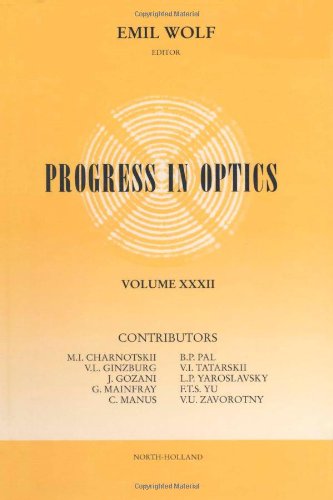 EMIL WOLF
EDITOR
PROGRESS IN OPTICS
VOLUME XXXII
CONTRIBUTORS
M.I. CHARNOTSKII
V.L. GINZBURG
J. GOZANI
G. MAINFRAY
C. MANUS
B.P. PAL
V.I. TATARSKII
L.P. YAROSLAVSKY
F.T.S. YU
V.U. ZAVOROTNY
NORTH-HOLLAND